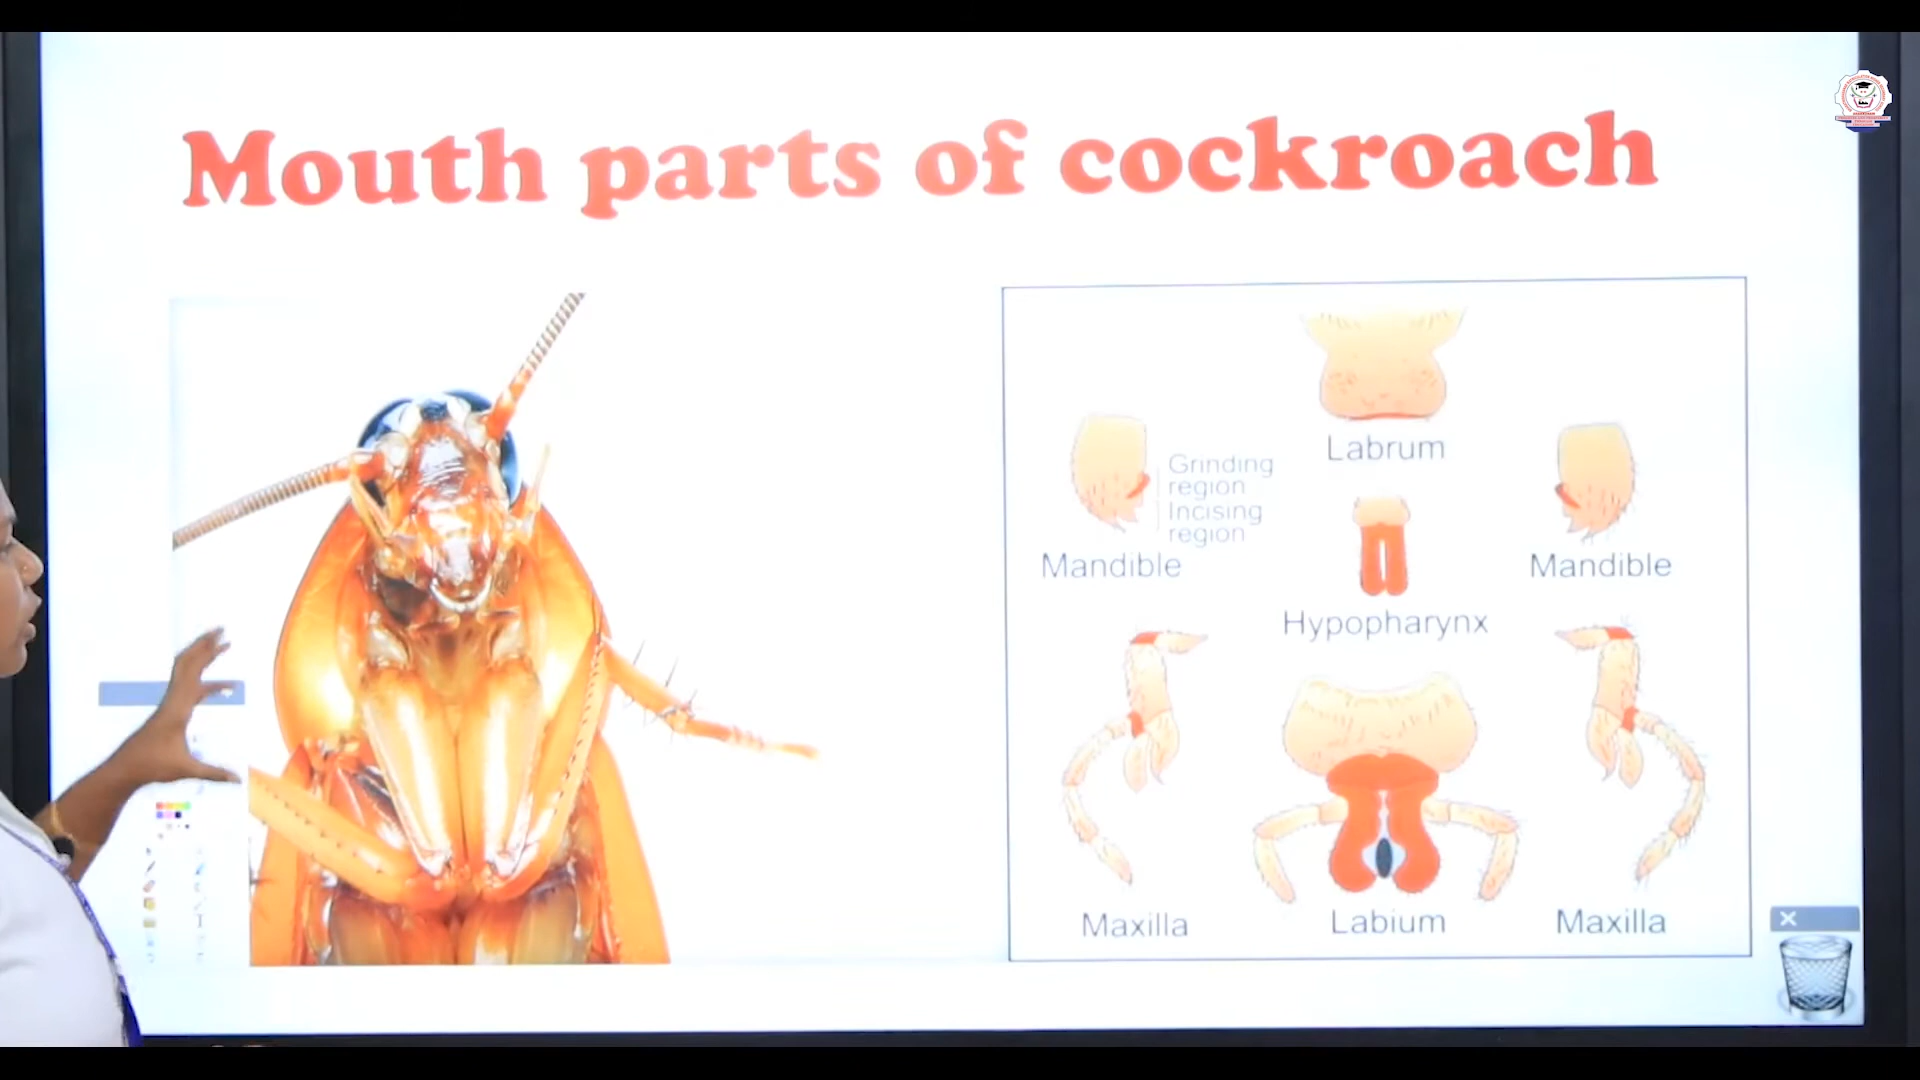 Mouth parts of cockroach
Labrum
Grinding
region
Incising
region
Mandible
Mandible
Hypopharynx
Maxilla
Labium
Maxilla